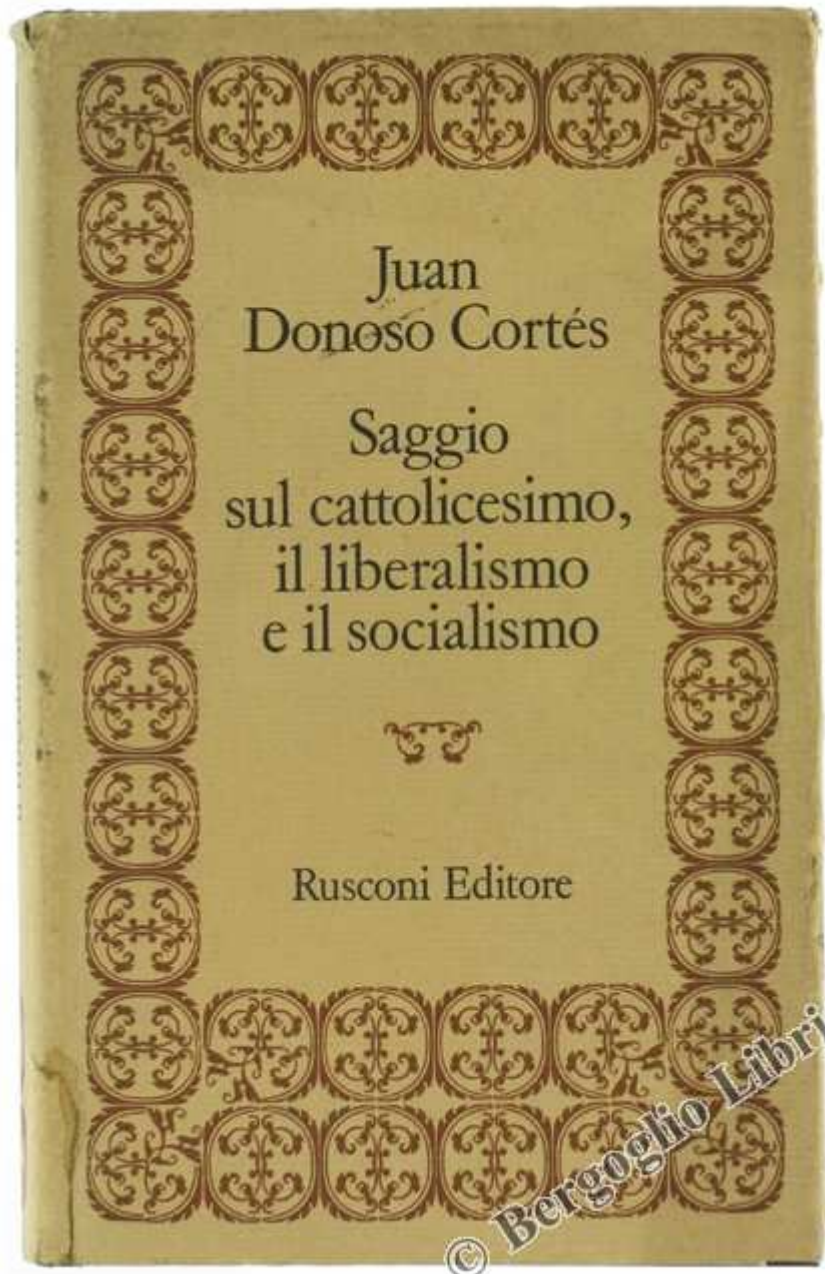 Juan
Donoso Cortés
Saggio
sul cattolicesimo,
il liberalismo
e il socialismo
Rusconi Editore
© Bergoglio Libri